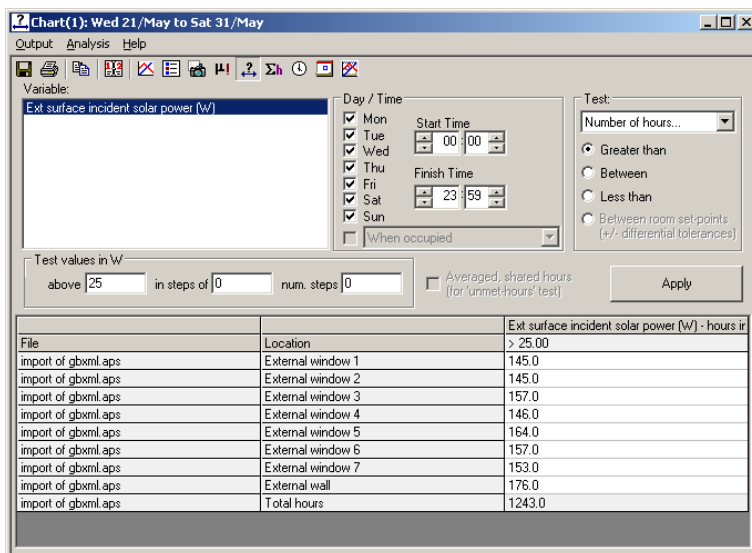 Chart(1): Wed 21/May to Sat 31/May
Output Analysis Help
Σh
Variable:
Ext surface incident solar power (W)
Day / Time
Mon
Tue
Wed
Thu
Fri
Sat
Sun
Start Time
00 : 00
Finish Time
23 : 59
When occupied
Test:
Number of hours...
Greater than
Between
Less than
Between room set-points
(+/- differential tolerances)
Test values in W
above 25 in steps of 0 num. steps 0
Averaged, shared hours
(for 'unmet-hours' test)
Apply
Ext surface incident solar power (W) - hours ir
File Location > 25.00
import of gbxml.aps External window 1 145.0
import of gbxml.aps External window 2 145.0
import of gbxml.aps External window 3 157.0
import of gbxml.aps External window 4 146.0
import of gbxml.aps External window 5 164.0
import of gbxml.aps External window 6 157.0
import of gbxml.aps External window 7 153.0
import of gbxml.aps External wall 176.0
import of gbxml.aps Total hours 1243.0